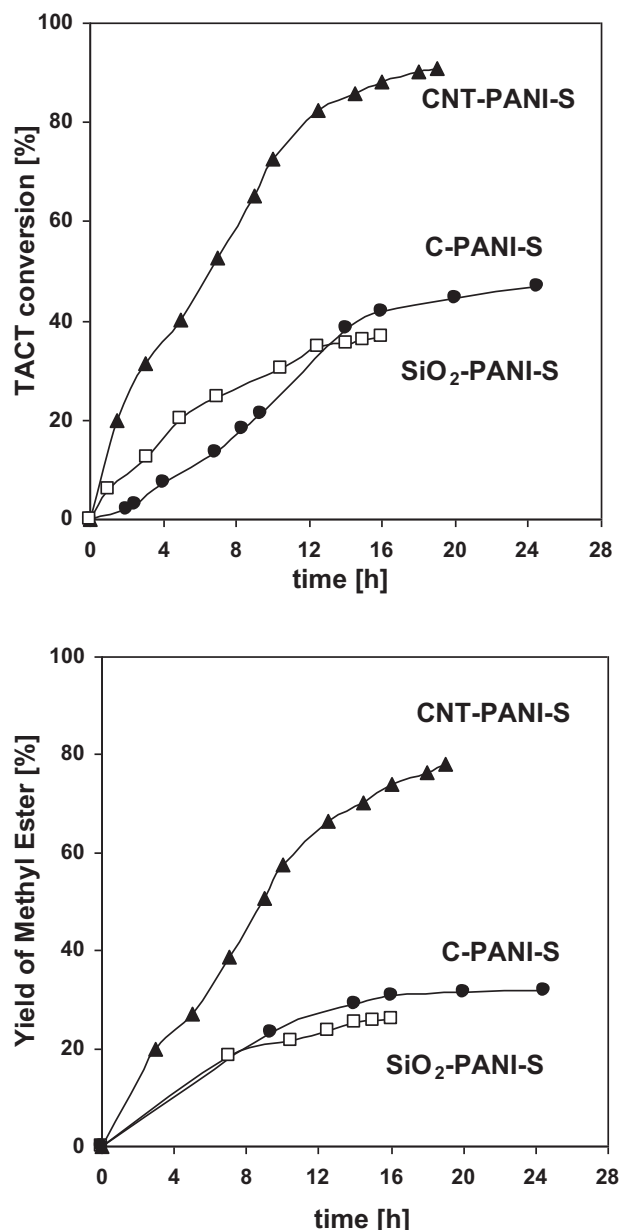 100
80
60
40
20
0
TACT conversion [%]
CNT-PANI-S
C-PANI-S
SiO₂-PANI-S
0 4 8 12 16 20 24 28
time [h]
100
80
60
40
20
0
Yield of Methyl Ester [%]
CNT-PANI-S
C-PANI-S
SiO₂-PANI-S
0 4 8 12 16 20 24 28
time [h]